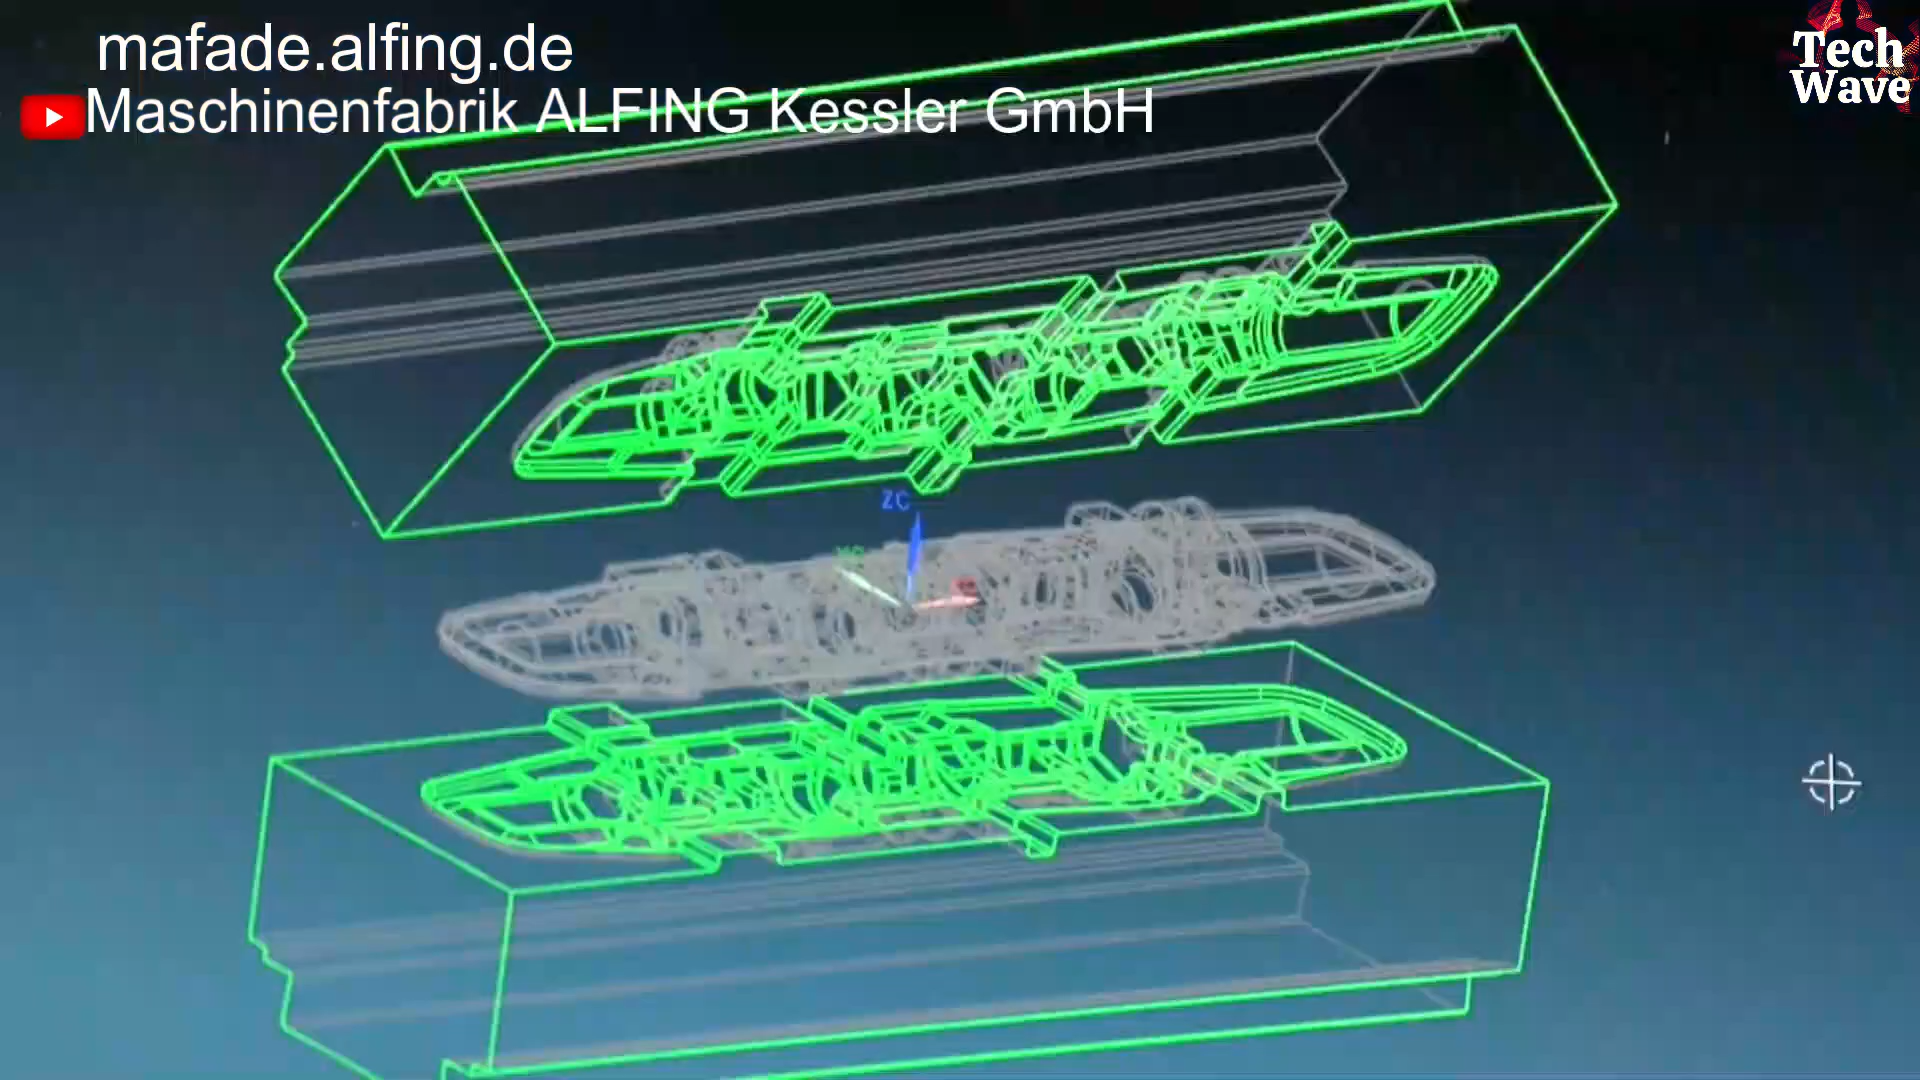 mafade.alfing.de
Maschinenfabrik ALFING Kessler GmbH
Tech
Wave
ZC